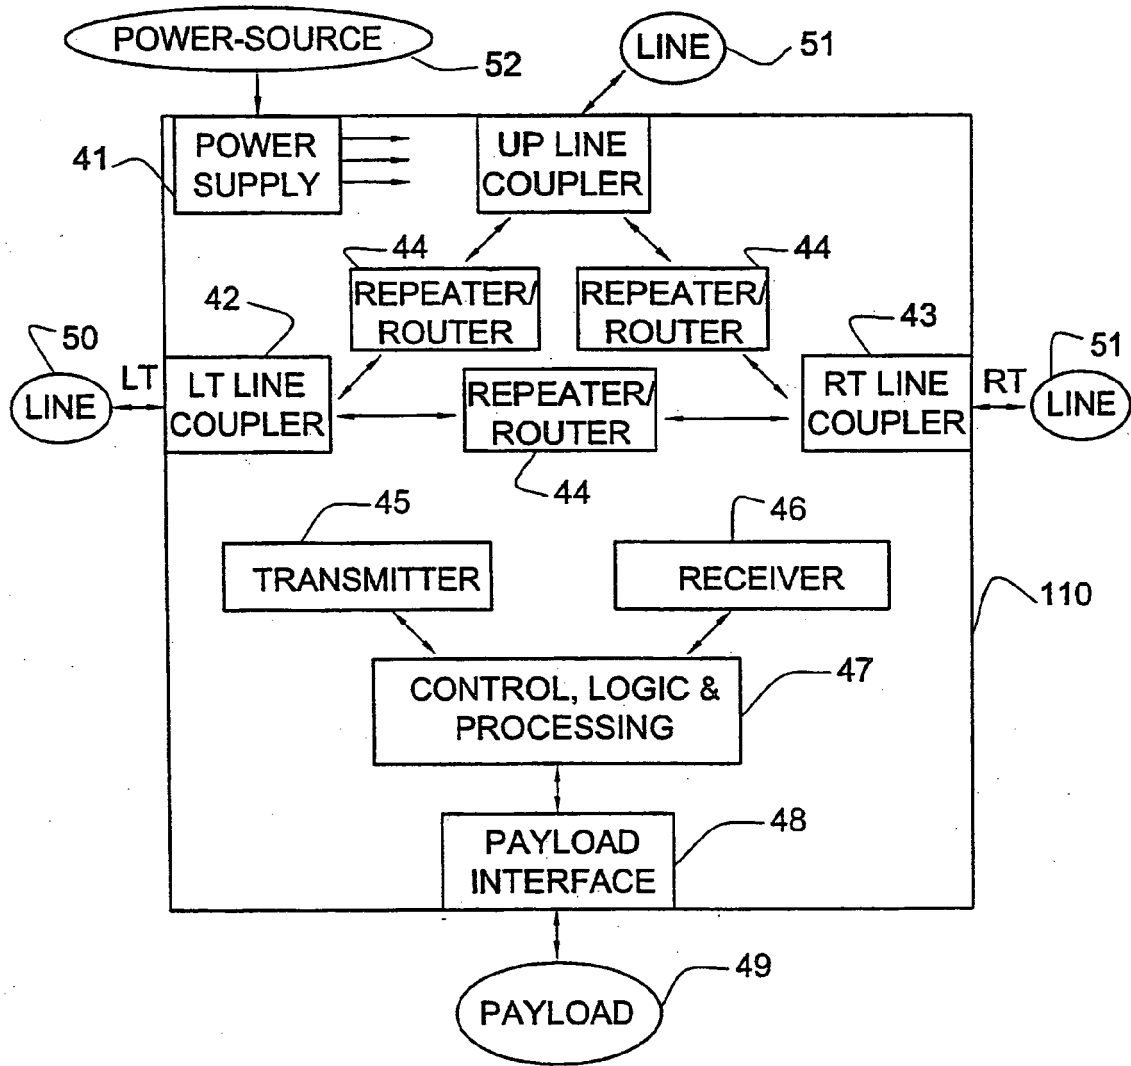 POWER-SOURCE
52
LINE
51
41
POWER
SUPPLY
UP LINE
COUPLER
44
REPEATER/
ROUTER
44
REPEATER/
ROUTER
42
43
50
LINE
LT
LT LINE
COUPLER
REPEATER/
ROUTER
44
RT LINE
COUPLER
RT
51
LINE
45
TRANSMITTER
46
RECEIVER
110
CONTROL, LOGIC &
PROCESSING
47
PAYLOAD
INTERFACE
48
PAYLOAD
49